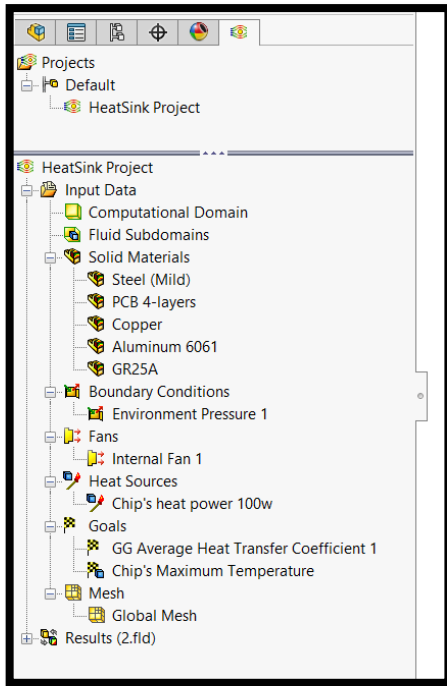 Projects
Default
HeatSink Project
HeatSink Project
Input Data
Computational Domain
Fluid Subdomains
Solid Materials
Steel (Mild)
PCB 4-layers
Copper
Aluminum 6061
GR25A
Boundary Conditions
Environment Pressure 1
Fans
Internal Fan 1
Heat Sources
Chip's heat power 100w
Goals
GG Average Heat Transfer Coefficient 1
Chip's Maximum Temperature
Mesh
Global Mesh
Results (2.fld)